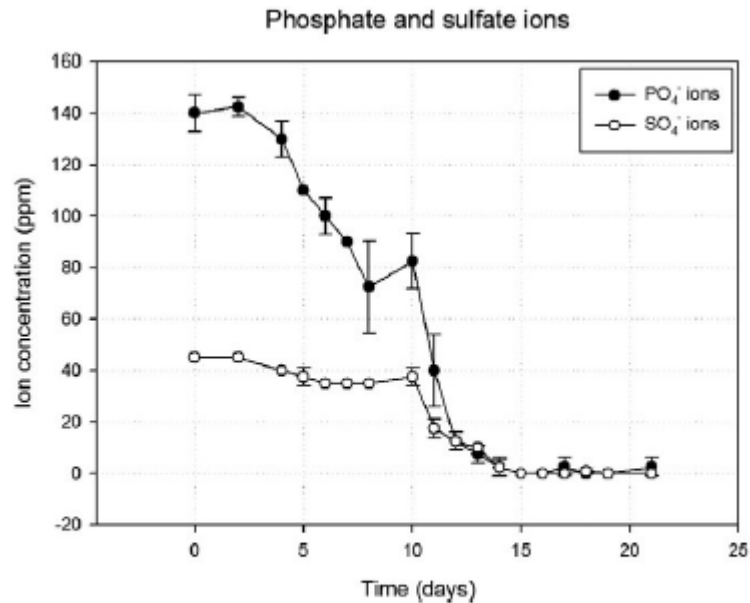 Phosphate and sulfate ions
160
140
120
100
80
60
40
20
0
-20
Ion concentration (ppm)
PO₄⁻ ions
SO₄⁻ ions
0 5 10 15 20 25
Time (days)